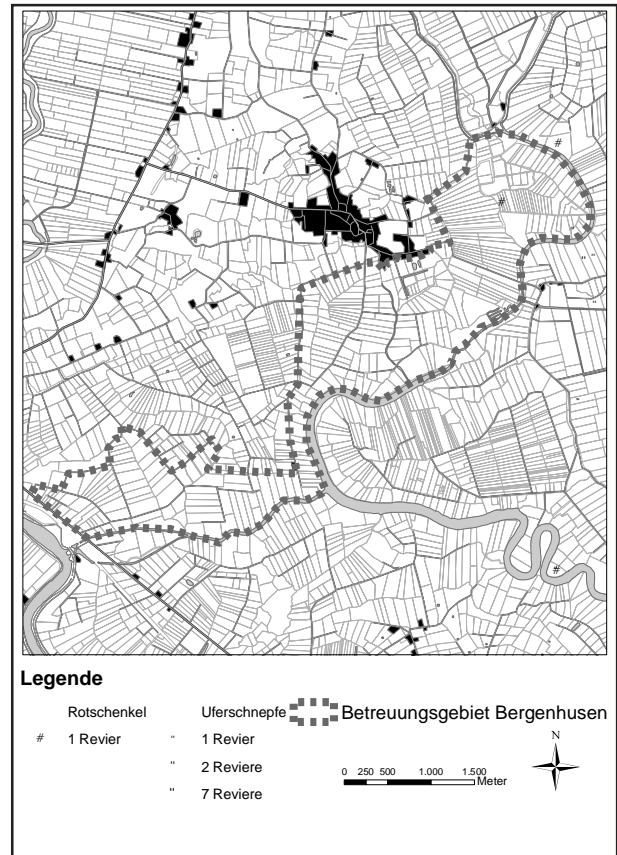 #
#
#
Legende
Rotschenkel
# 1 Revier
Uferschnepfe
" 1 Revier
" 2 Reviere
" 7 Reviere
Betreuungsgebiet Bergenhusen
N
0 250 500 1.000 1.500
Meter